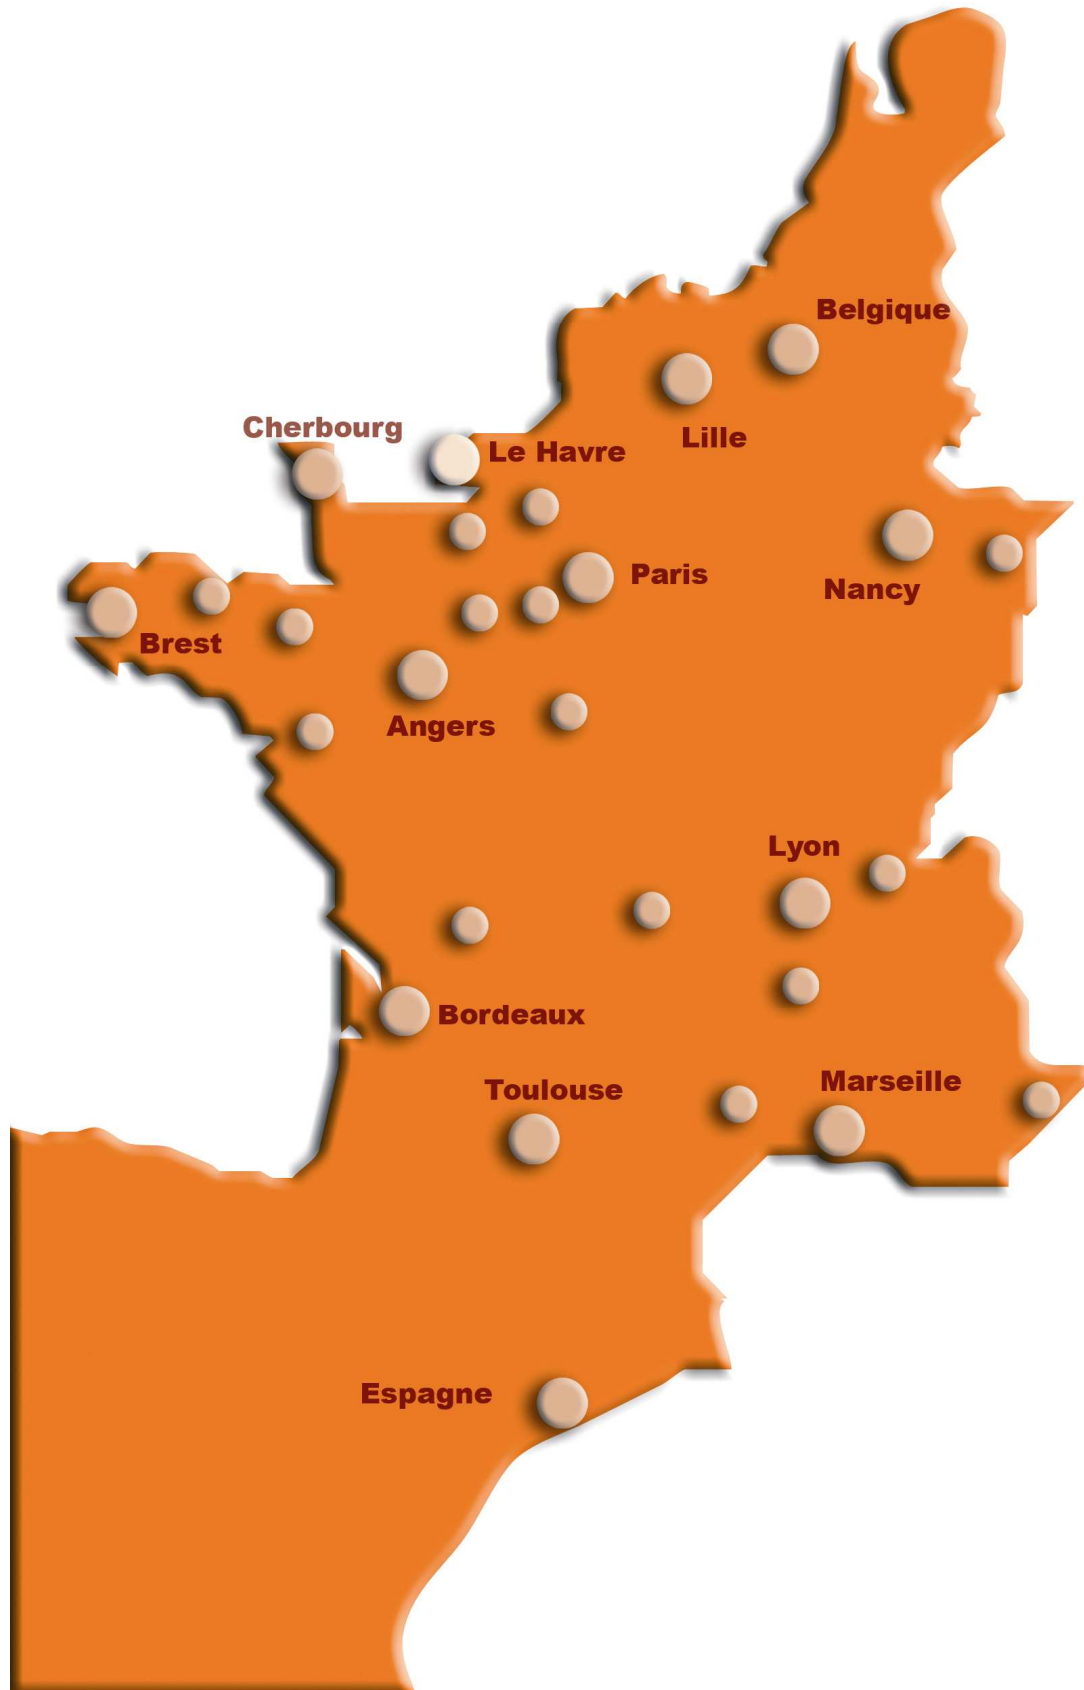 Belgique
Cherbourg
Le Havre
Lille
Paris
Nancy
Brest
Angers
Lyon
Bordeaux
Marseille
Toulouse
Espagne